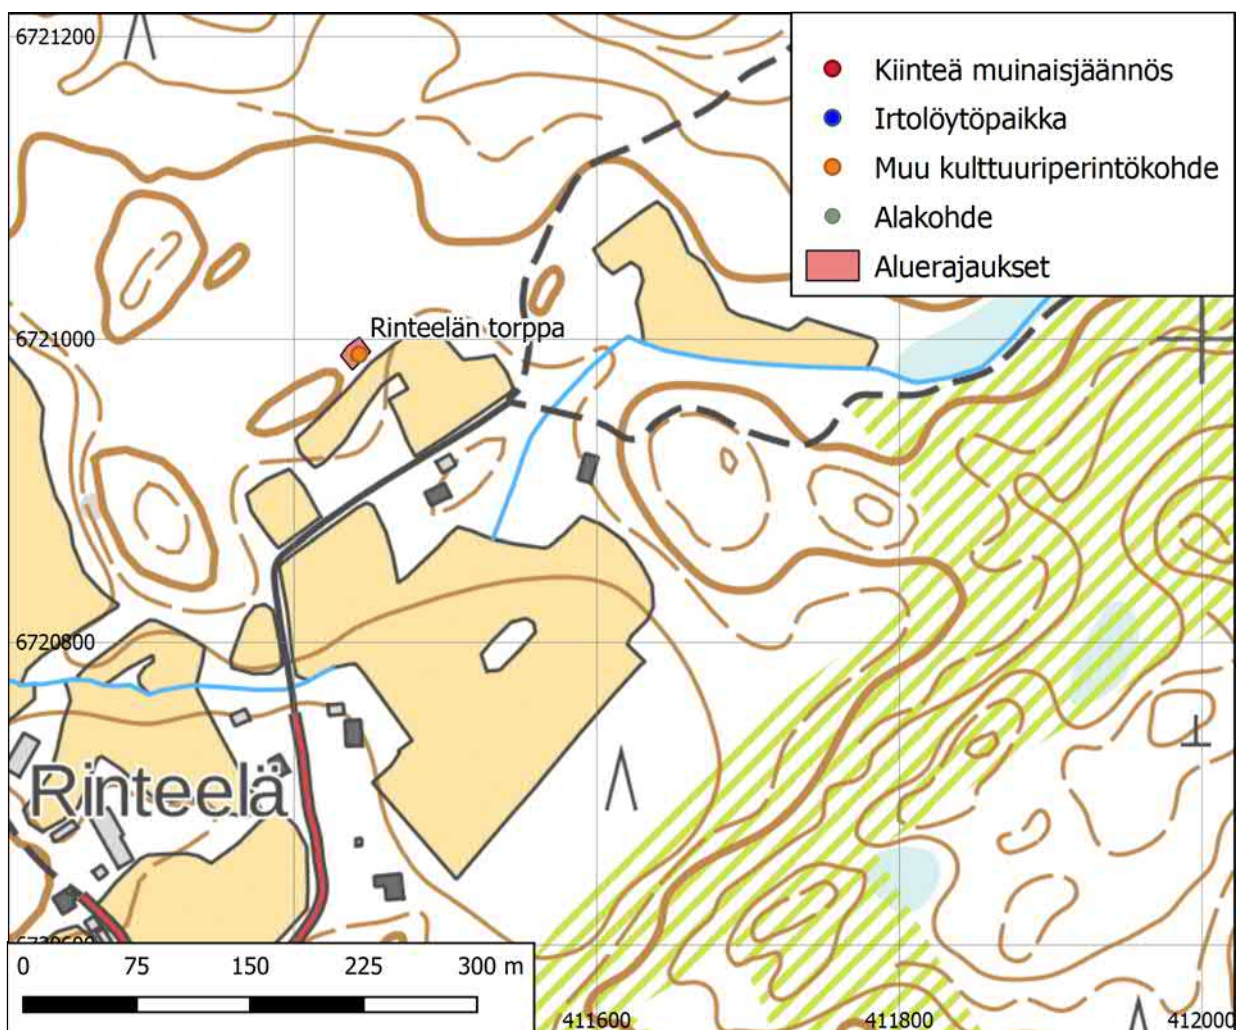 6721200
Kiinteä muinaisjäännös
Irtolöytöpaikka
Muu kulttuuriperintökohde
Alakohde
Aluerajaukset
Rinteelän torppa
6721000
6720800
Rinteelä
6720600
0 75 150 225 300 m
411600 411800 412000